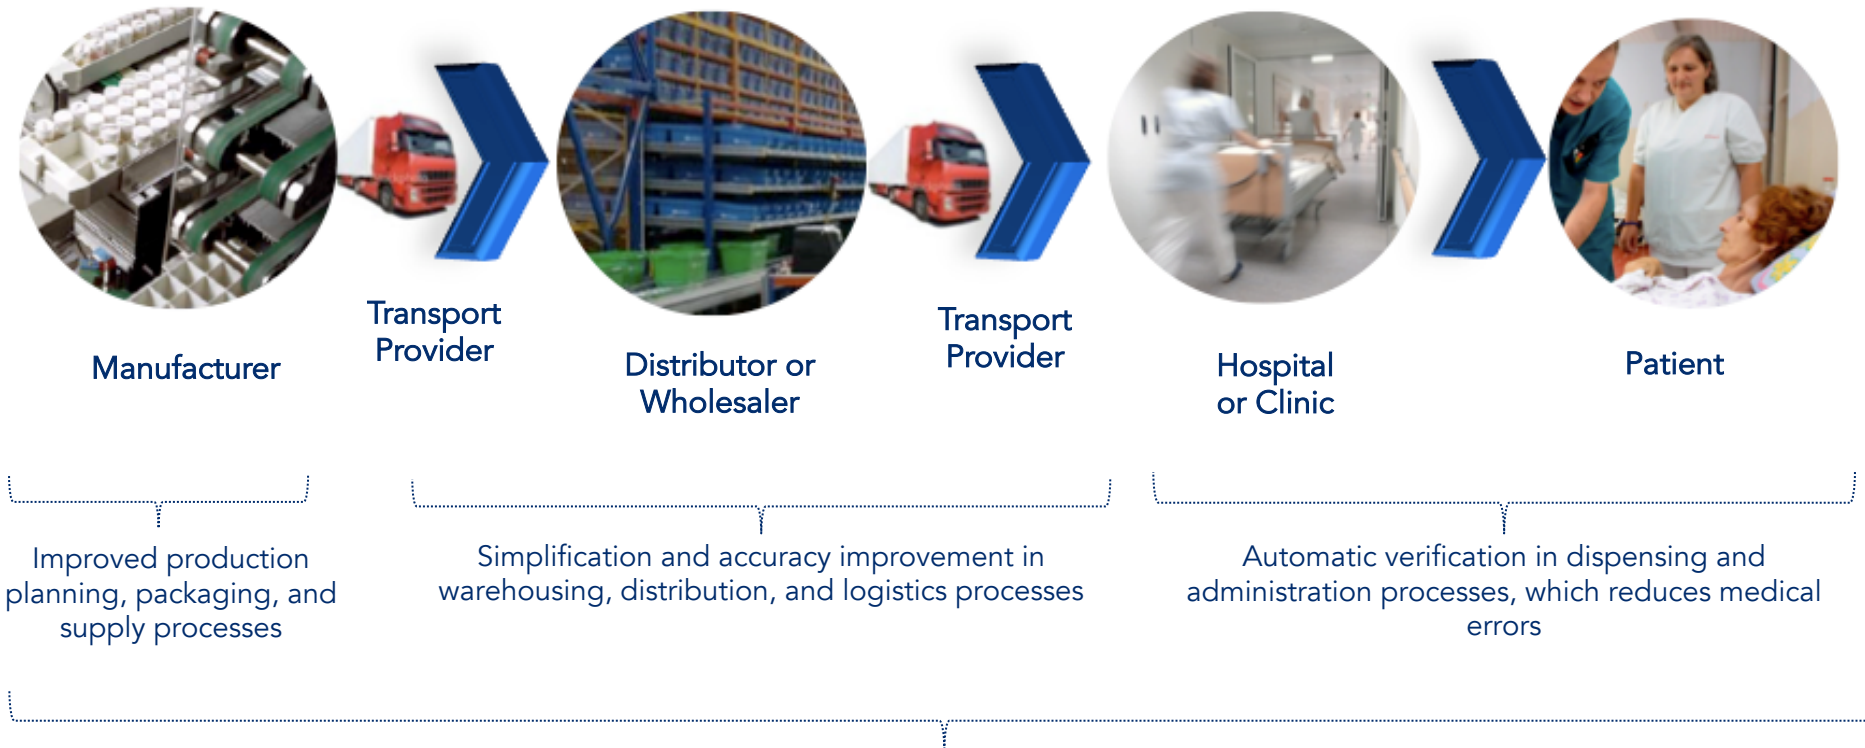 Transport
Provider
Transport
Provider
Manufacturer
Distributor or
Wholesaler
Hospital
or Clinic
Patient
Improved production
planning, packaging, and
supply processes
Simplification and accuracy improvement in
warehousing, distribution, and logistics processes
Automatic verification in dispensing and
administration processes, which reduces medical
errors